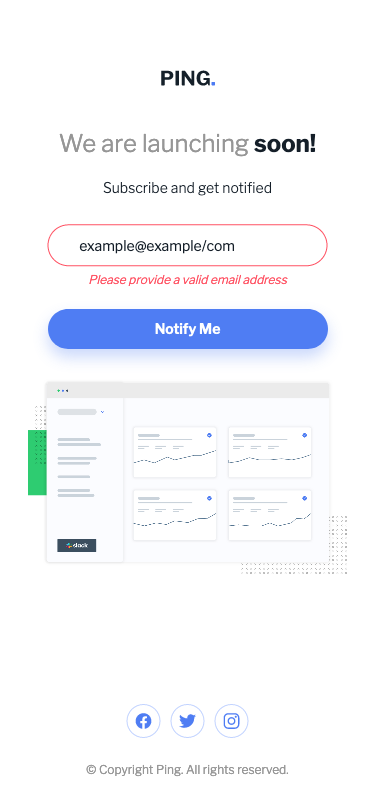 PING.
We are launching soon!
Subscribe and get notified
example@example/com
Please provide a valid email address
Notify Me
slack
© Copyright Ping. All rights reserved.